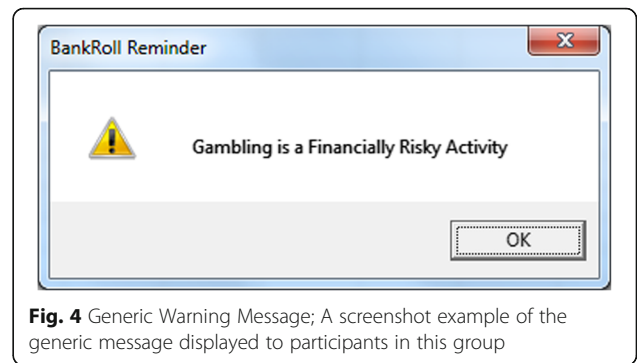 BankRoll Reminder
Gambling is a Financially Risky Activity
OK
Fig. 4 Generic Warning Message; A screenshot example of the
generic message displayed to participants in this group